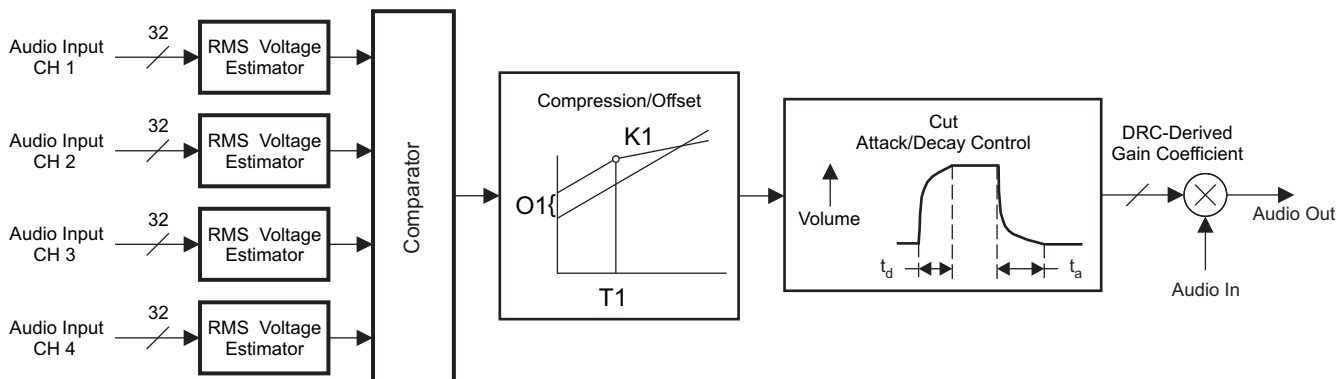 Audio Input
CH 1
32
RMS Voltage
Estimator
Audio Input
CH 2
32
RMS Voltage
Estimator
Audio Input
CH 3
32
RMS Voltage
Estimator
Audio Input
CH 4
32
RMS Voltage
Estimator
Comparator
Compression/Offset
K1
O1{
T1
Cut
Attack/Decay Control
Volume
td
ta
DRC-Derived
Gain Coefficient
Audio Out
Audio In